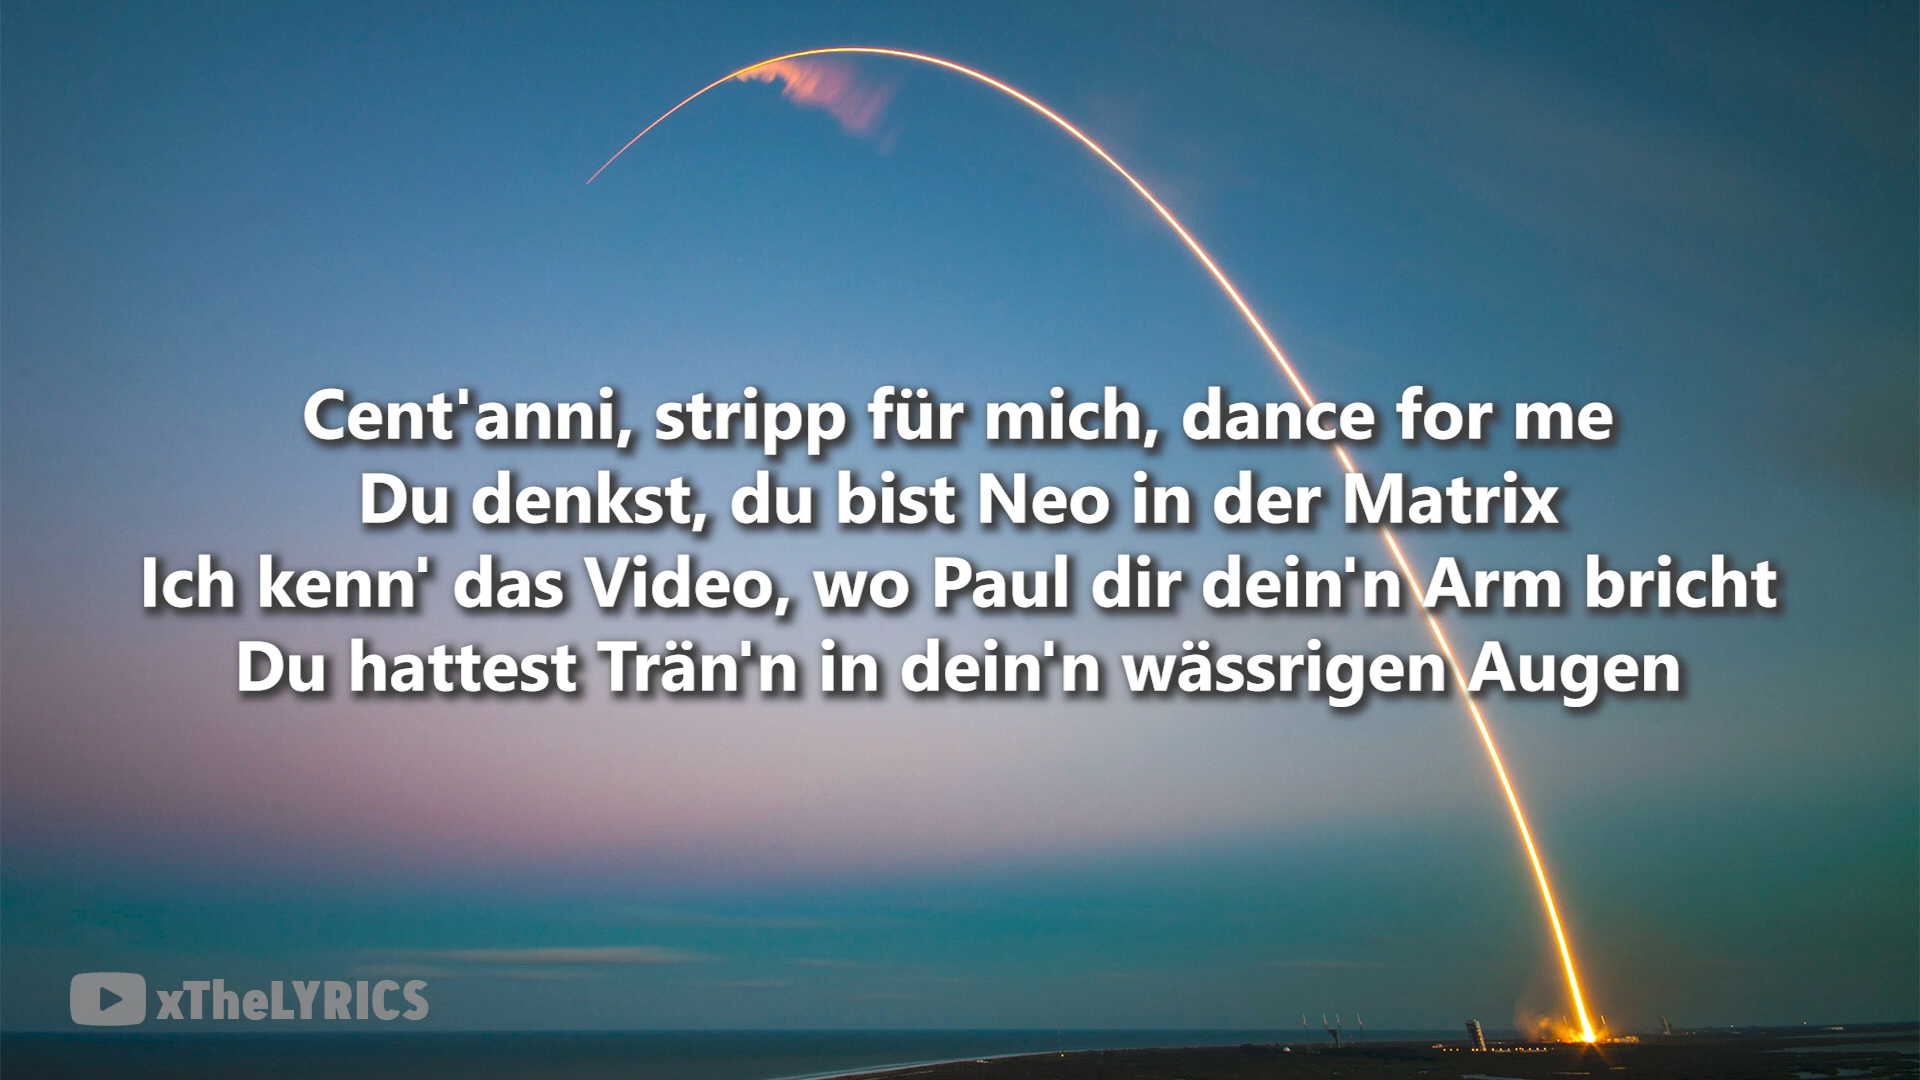 Cent'anni, stripp für mich, dance for me
Du denkst, du bist Neo in der Matrix
Ich kenn' das Video, wo Paul dir dein'n Arm bricht
Du hattest Trän'n in dein'n wässrigen Augen
xTheLYRICS